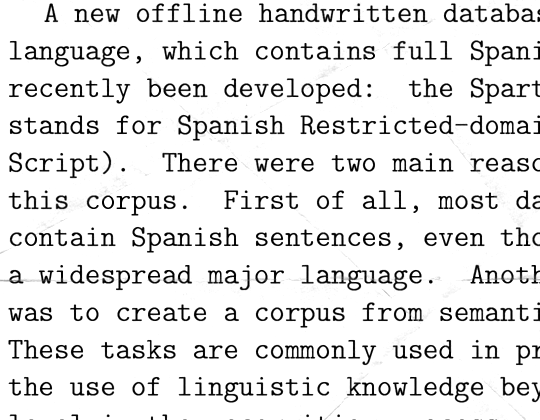 A new offline handwritten databas
language, which contains full Spani
recently been developed: the Spart
stands for Spanish Restricted-domai
Script). There were two main reaso
this corpus. First of all, most da
contain Spanish sentences, even tho
a widespread major language. Anoth
was to create a corpus from semanti
These tasks are commonly used in pr
the use of linguistic knowledge bey